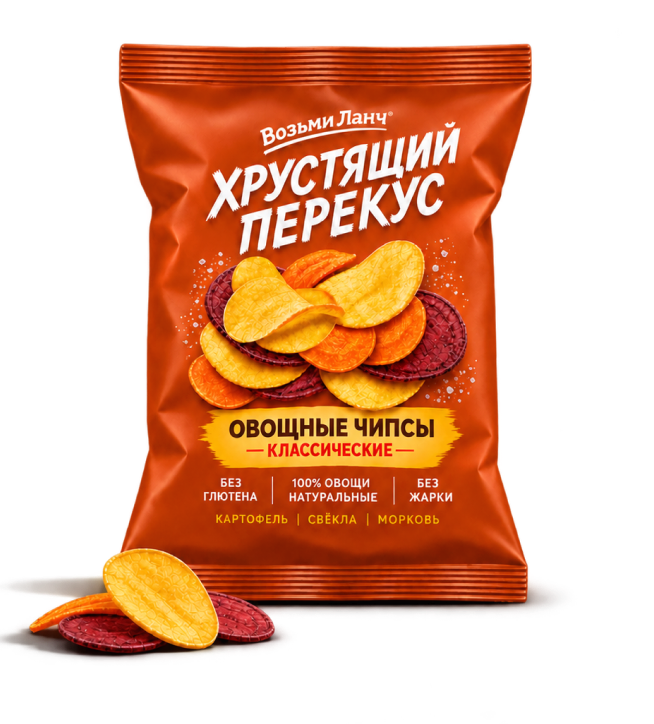 Возьми Ланч®
ХРУСТЯЩИЙ
ПЕРЕКУС
ОВОЩНЫЕ ЧИПСЫ
— КЛАССИЧЕСКИЕ —
БЕЗ ГЛЮТЕНА | 100% ОВОЩИ НАТУРАЛЬНЫЕ | БЕЗ ЖАРКИ
КАРТОФЕЛЬ | СВЁКЛА | МОРКОВЬ